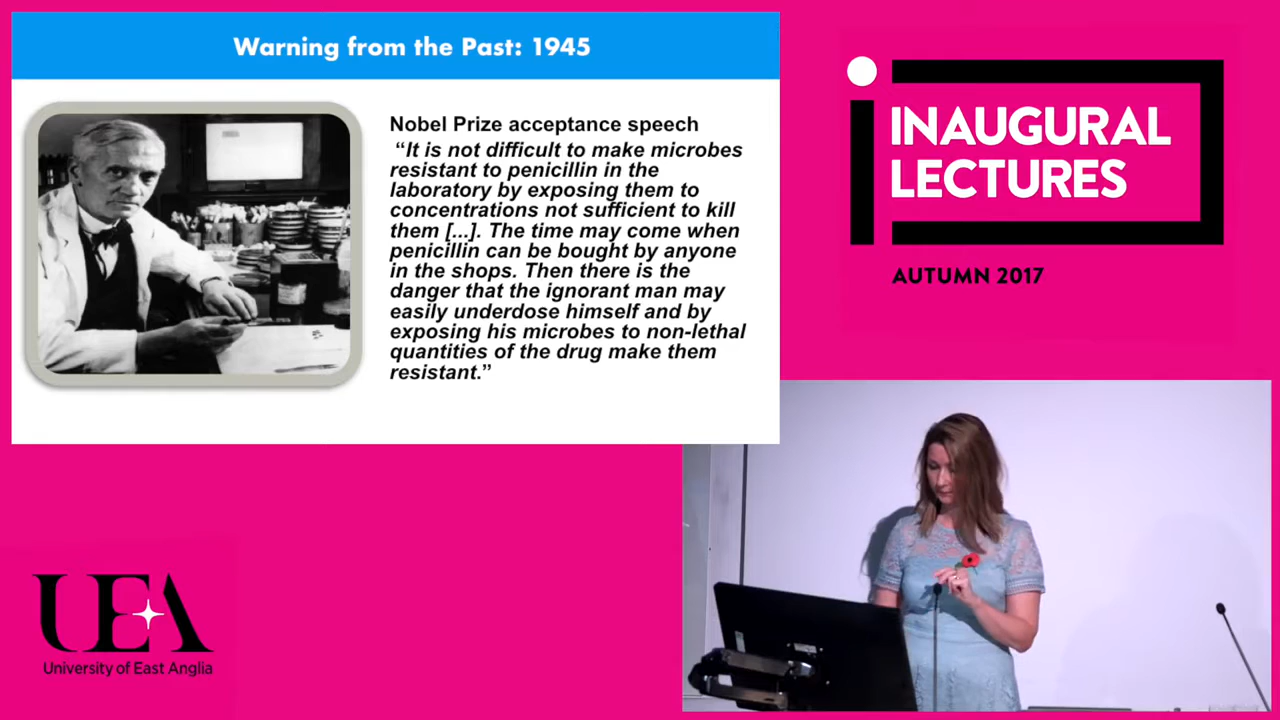 Warning from the Past: 1945
Nobel Prize acceptance speech
“It is not difficult to make microbes
resistant to penicillin in the
laboratory by exposing them to
concentrations not sufficient to kill
them [...]. The time may come when
penicillin can be bought by anyone
in the shops. Then there is the
danger that the ignorant man may
easily underdose himself and by
exposing his microbes to non-lethal
quantities of the drug make them
resistant.”
INAUGURAL
LECTURES
AUTUMN 2017
UEA
University of East Anglia